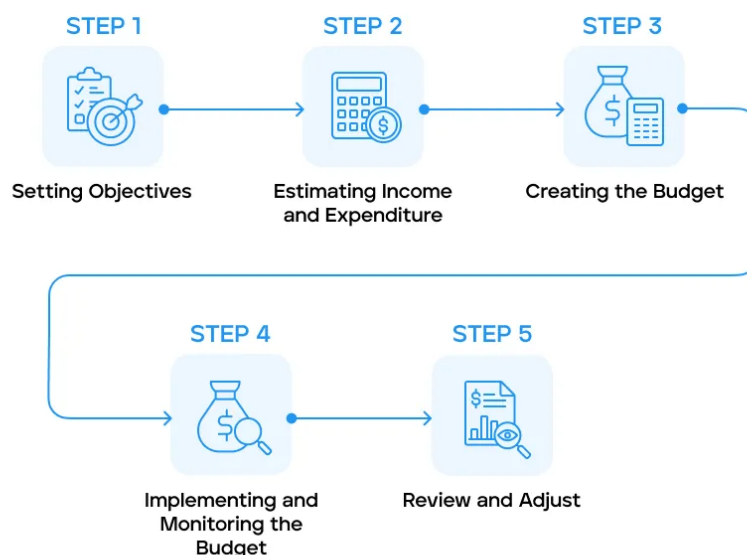 STEP 1
STEP 2
STEP 3
Setting Objectives
Estimating Income
and Expenditure
Creating the Budget
STEP 4
STEP 5
Implementing and
Monitoring the
Budget
Review and Adjust